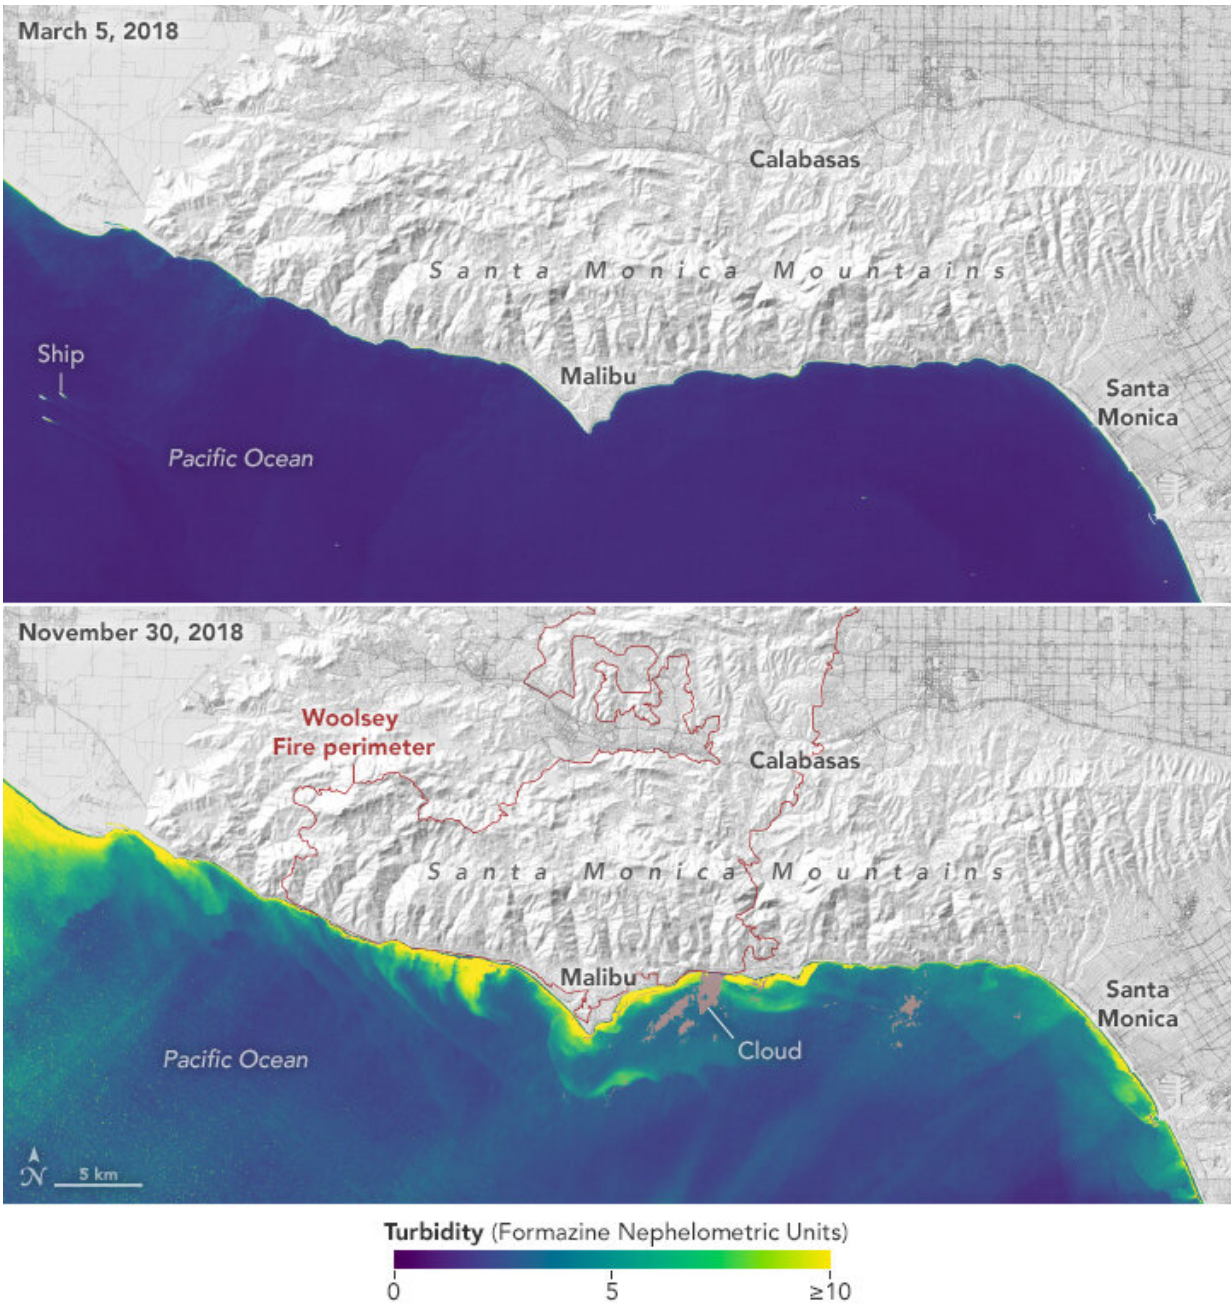 March 5, 2018
Calabasas
Santa Monica Mountains
Ship
Malibu
Santa
Monica
Pacific Ocean
November 30, 2018
Woolsey
Fire perimeter
Calabasas
Santa Monica Mountains
Malibu
Santa
Monica
Cloud
Pacific Ocean
N
5 km
Turbidity (Formazine Nephelometric Units)
0 5 ≥10